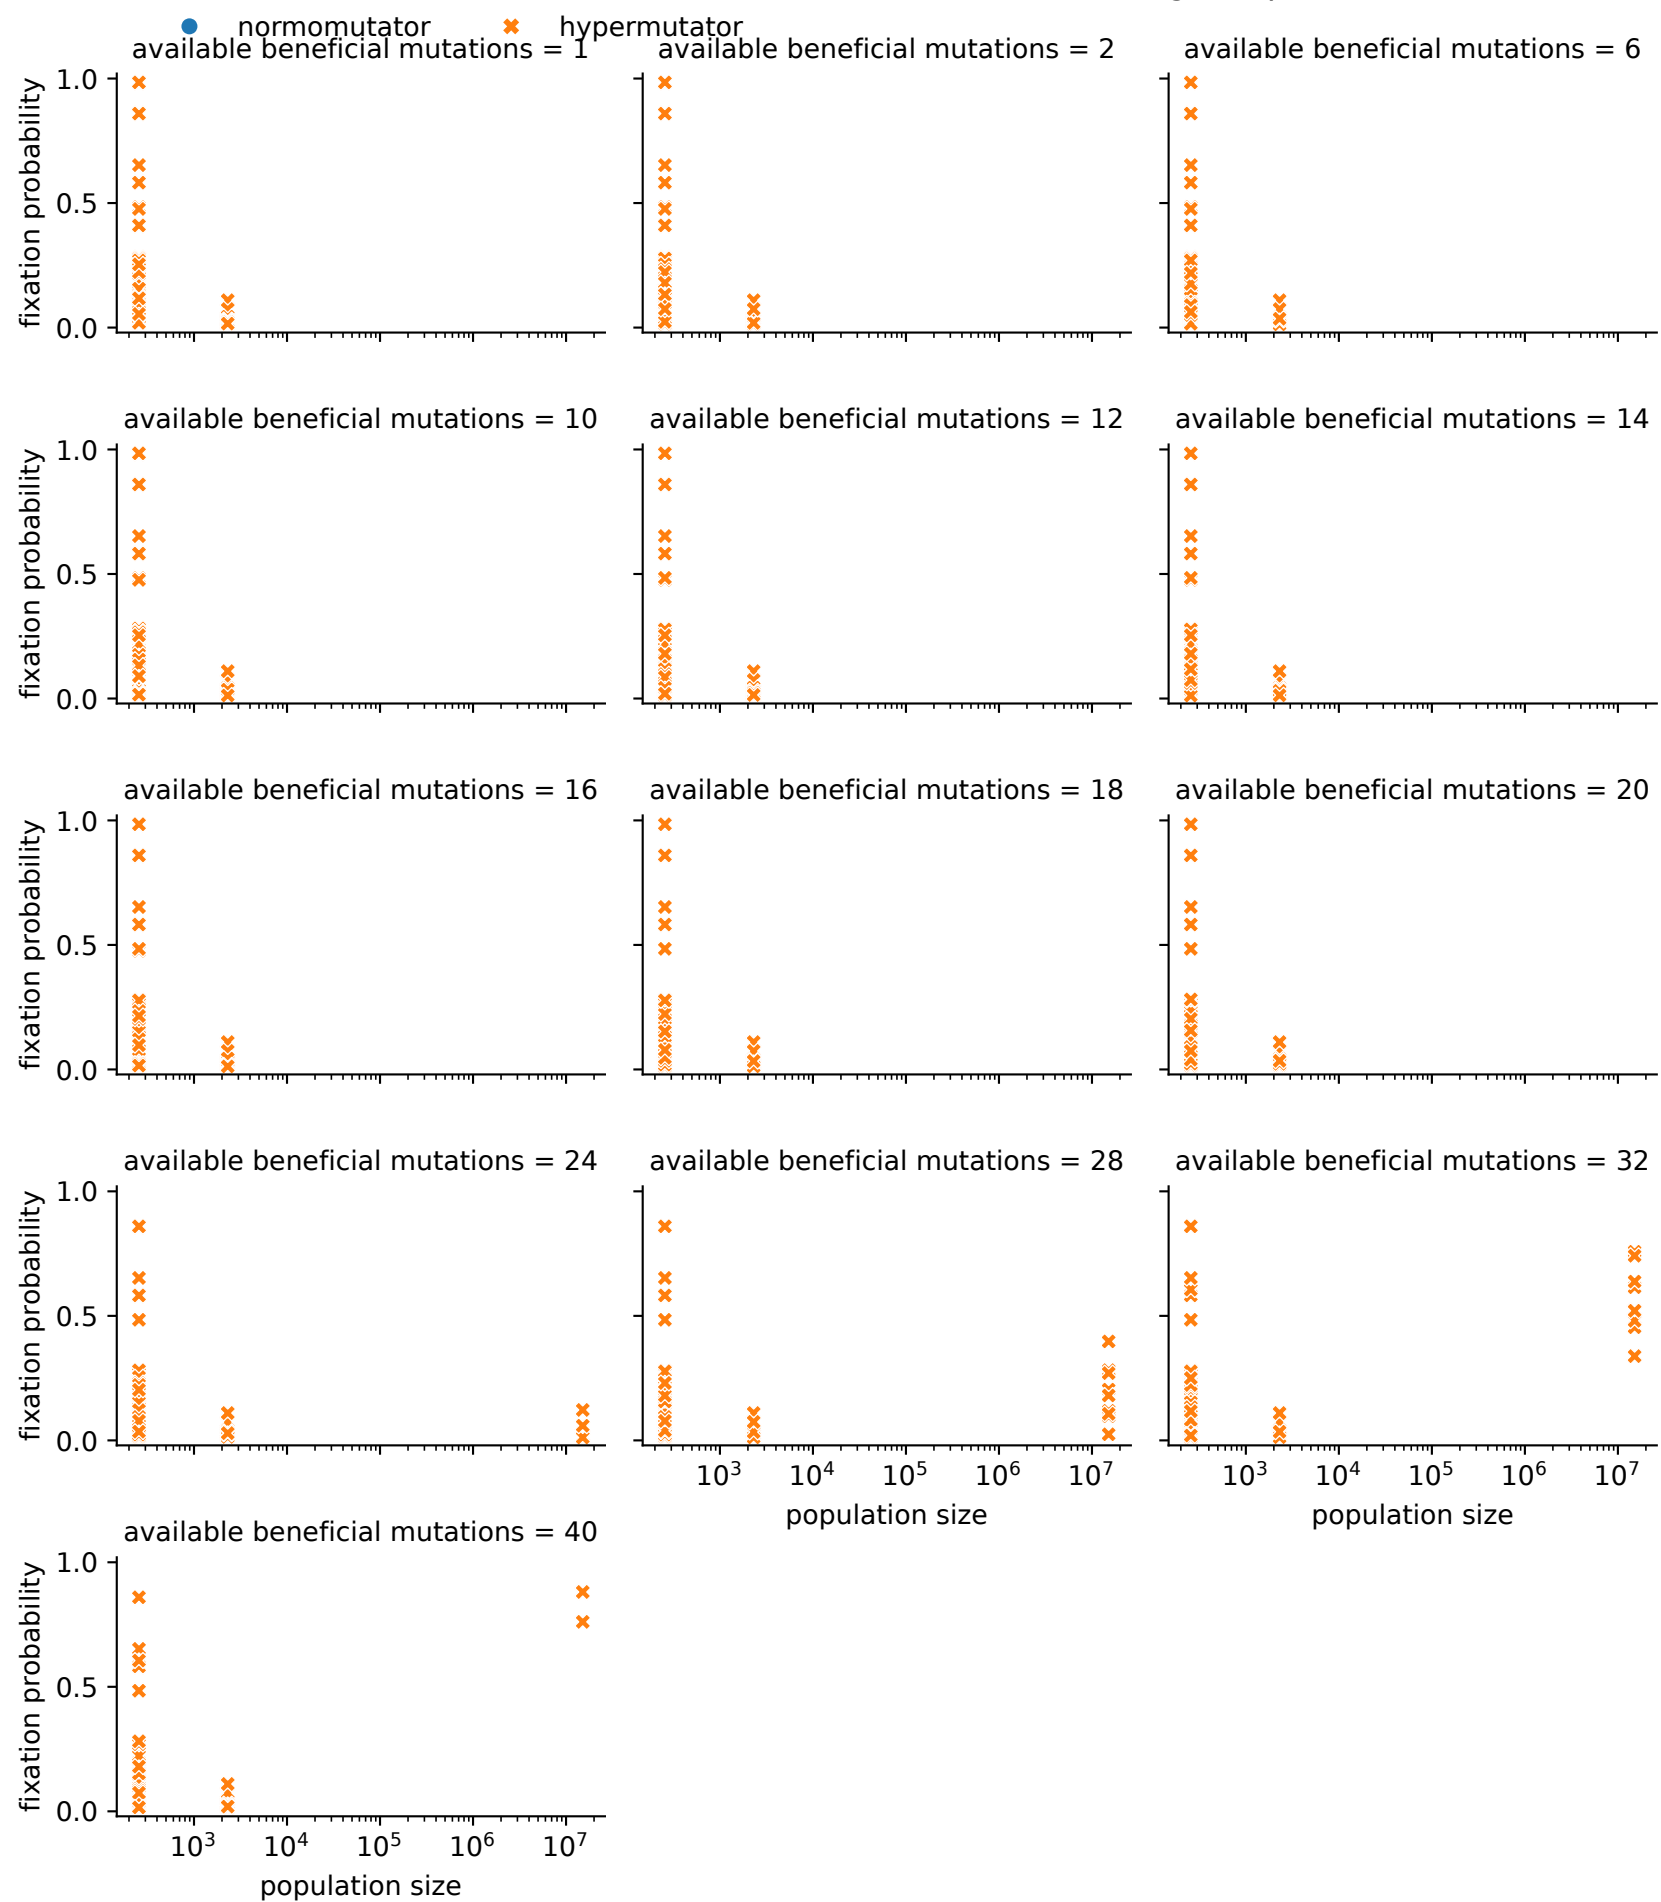 normomutator hypermutator
available beneficial mutations = 1 available beneficial mutations = 2 available beneficial mutations = 6
fixation probability
1.0
0.5
0.0
available beneficial mutations = 10 available beneficial mutations = 12 available beneficial mutations = 14
fixation probability
1.0
0.5
0.0
available beneficial mutations = 16 available beneficial mutations = 18 available beneficial mutations = 20
fixation probability
1.0
0.5
0.0
available beneficial mutations = 24 available beneficial mutations = 28 available beneficial mutations = 32
fixation probability
1.0
0.5
0.0
10³ 10⁴ 10⁵ 10⁶ 10⁷ 10³ 10⁴ 10⁵ 10⁶ 10⁷
population size population size
available beneficial mutations = 40
fixation probability
1.0
0.5
0.0
10³ 10⁴ 10⁵ 10⁶ 10⁷
population size